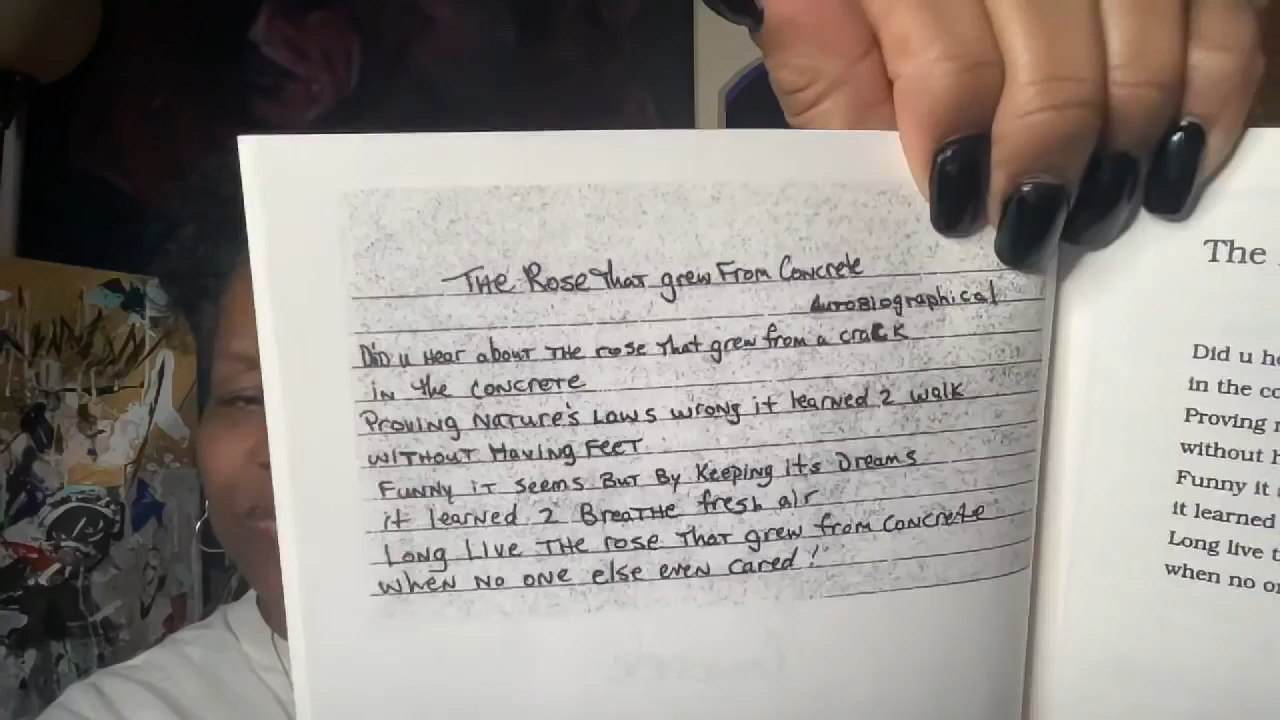 THE Rose That grew From Concrete
AutoBiographical
Did u Hear about THE rose That grew from a crack
in the concrete
Proving Nature's Laws wrong it learned 2 walk
WITHOUT Having FEET
Funny iT seems But By Keeping its Dreams
it learned 2 BreaTHe fresh air
Long Live THE rose That grew from concrete
when no one else even cared!
The
Did u he
in the co
Proving n
without h
Funny it
it learned
Long live t
when no o